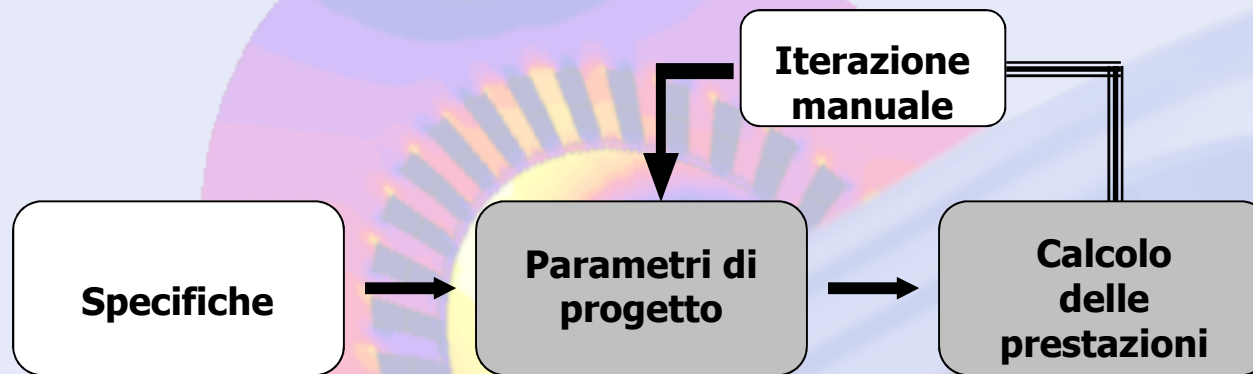 Iterazione
manuale
Specifiche
Parametri di
progetto
Calcolo
delle
prestazioni